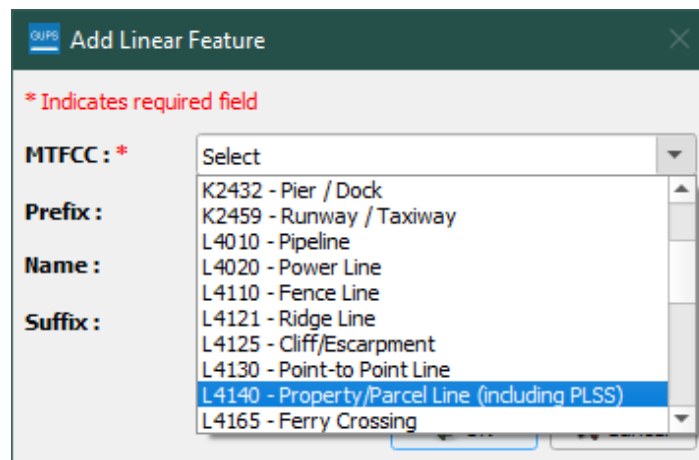 GUPS Add Linear Feature
* Indicates required field
MTFCC : * Select
K2432 - Pier / Dock
Prefix :
K2459 - Runway / Taxiway
L4010 - Pipeline
Name :
L4020 - Power Line
L4110 - Fence Line
Suffix :
L4121 - Ridge Line
L4125 - Cliff/Escarpment
L4130 - Point-to Point Line
L4140 - Property/Parcel Line (including PLSS)
L4165 - Ferry Crossing